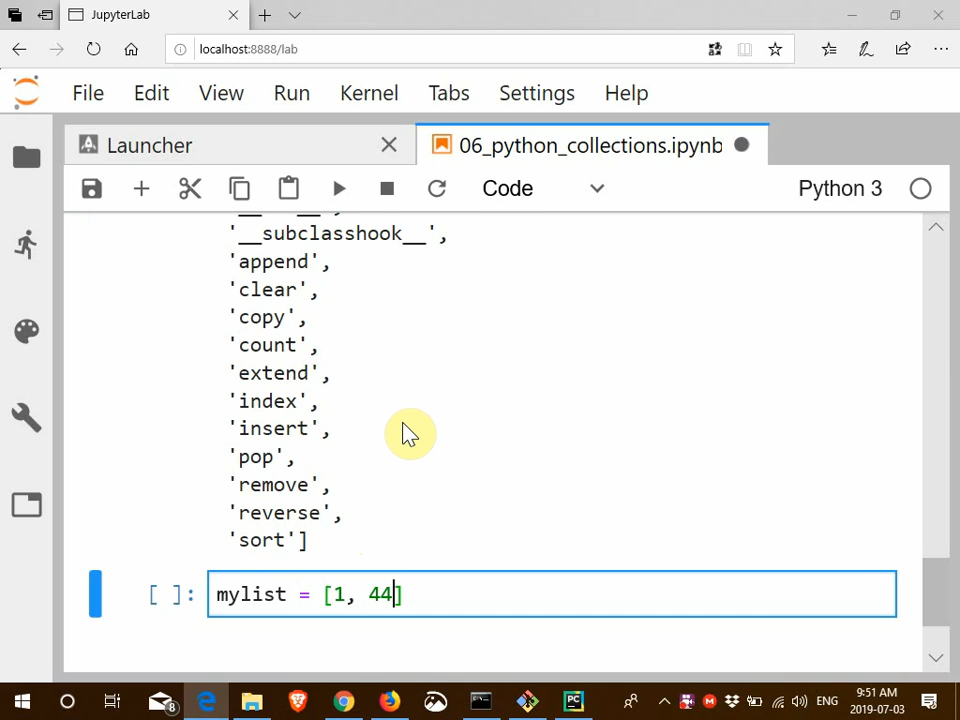 JupyterLab
localhost:8888/lab
File Edit View Run Kernel Tabs Settings Help
Launcher 06_python_collections.ipynb
Code Python 3
'__subclasshook__',
'append',
'clear',
'copy',
'count',
'extend',
'index',
'insert',
'pop',
'remove',
'reverse',
'sort']
[ ]: mylist = [1, 44]
8 PC ENG 9:51 AM
2019-07-03